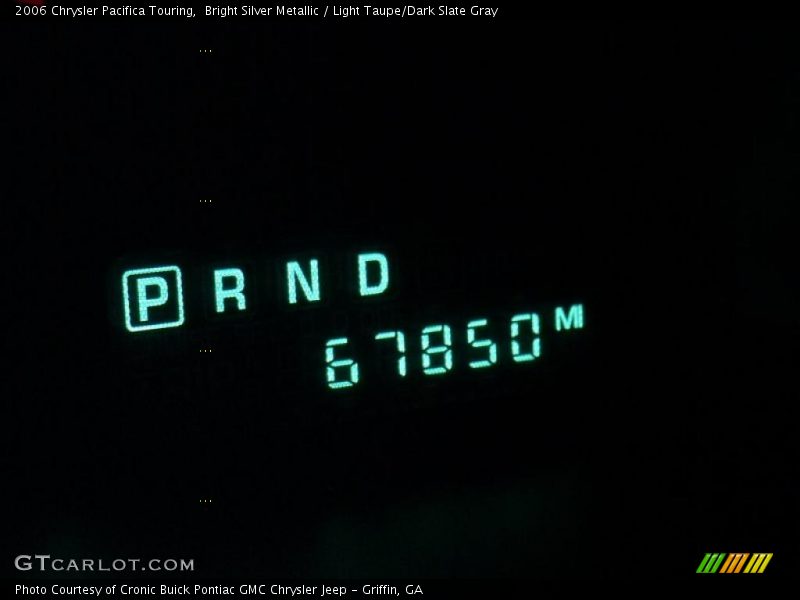 2006 Chrysler Pacifica Touring,  Bright Silver Metallic / Light Taupe/Dark Slate Gray
P R N D
67850 MI
GTCARLOT.COM
Photo Courtesy of Cronic Buick Pontiac GMC Chrysler Jeep - Griffin, GA